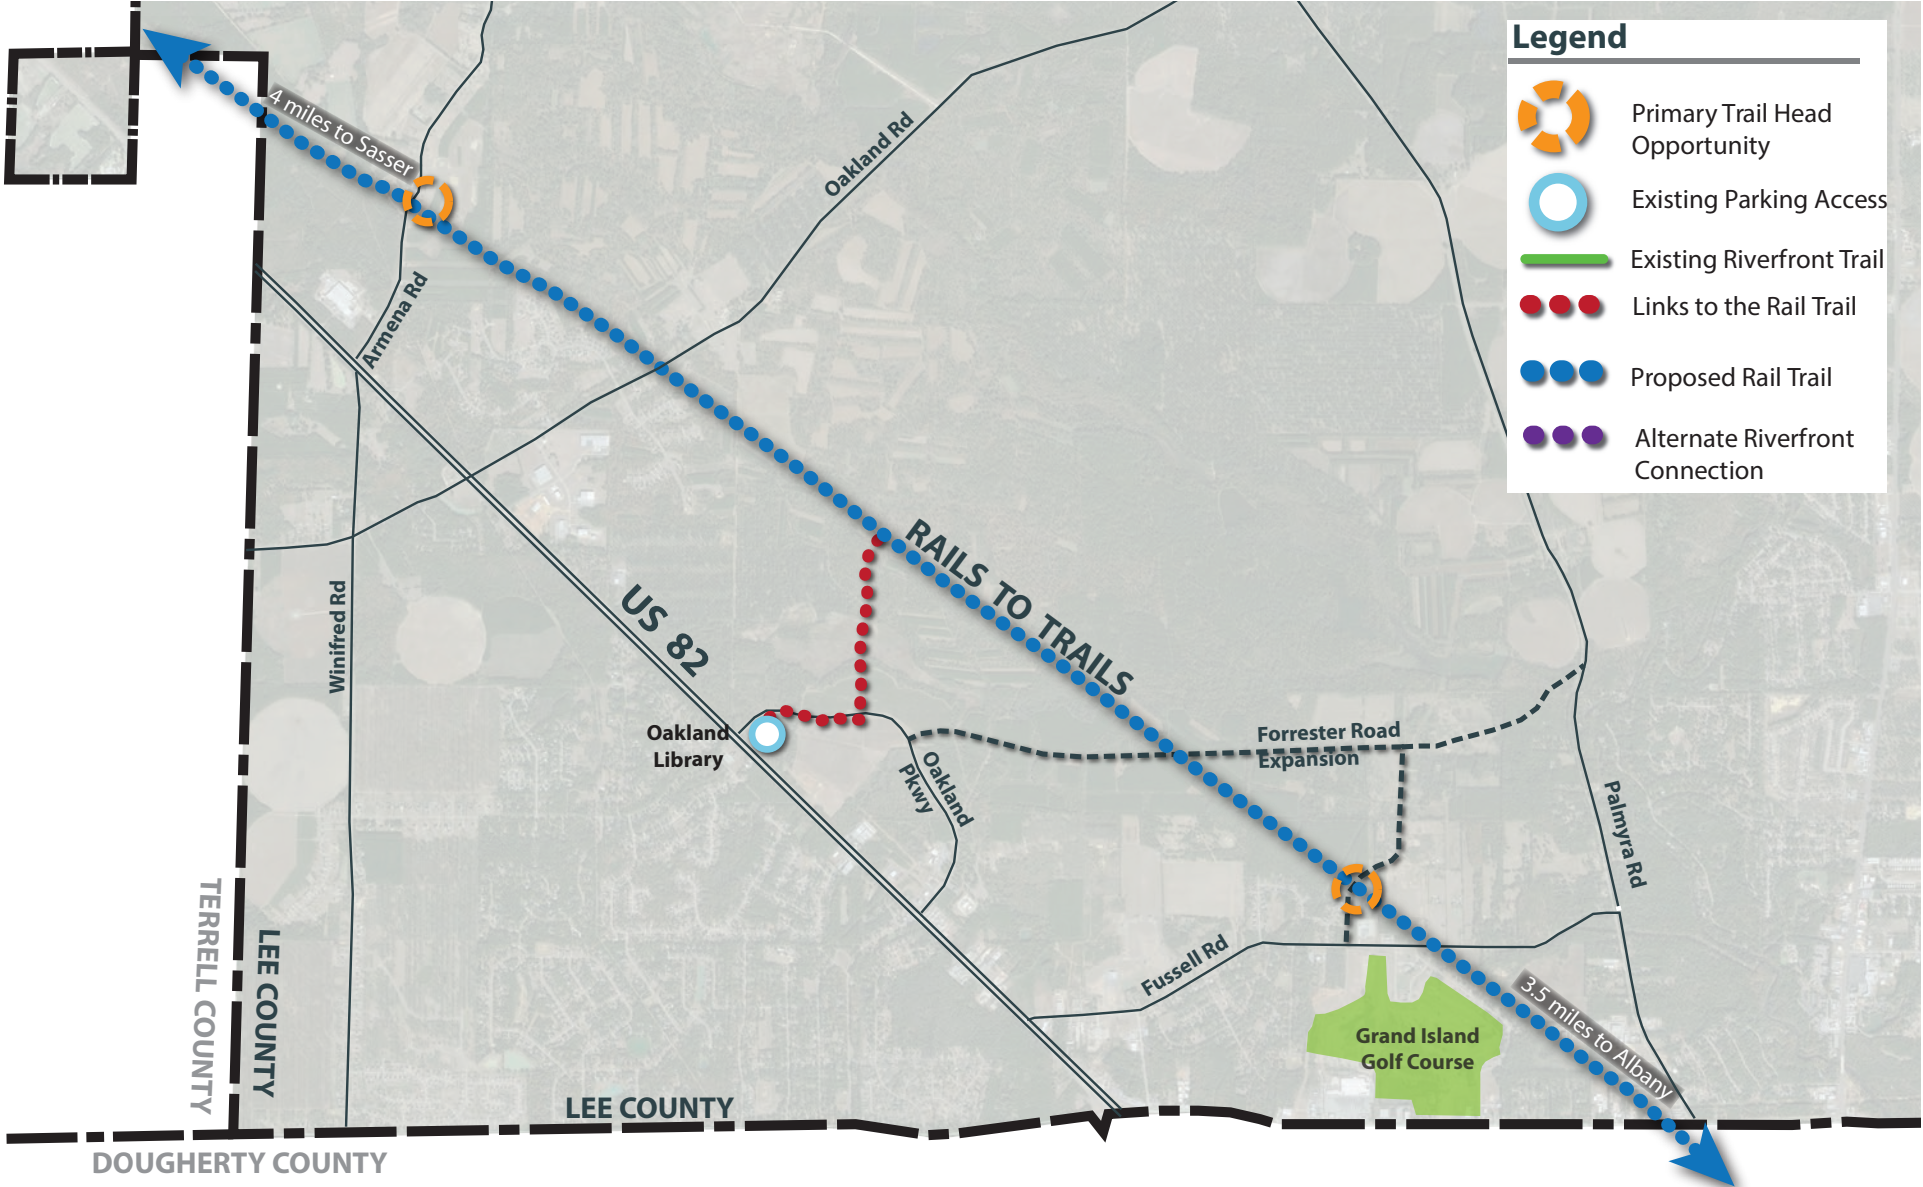 Legend
Primary Trail Head
Opportunity
Existing Parking Access
Existing Riverfront Trail
Links to the Rail Trail
Proposed Rail Trail
Alternate Riverfront
Connection
4 miles to Sasser
Oakland Rd
Armena Rd
Winifred Rd
US 82
RAILS TO TRAILS
Oakland
Library
Oakland
Pkwy
Forrester Road
Expansion
Palmyra Rd
Fussell Rd
Grand Island
Golf Course
3.5 miles to Albany
TERRELL COUNTY
LEE COUNTY
LEE COUNTY
DOUGHERTY COUNTY